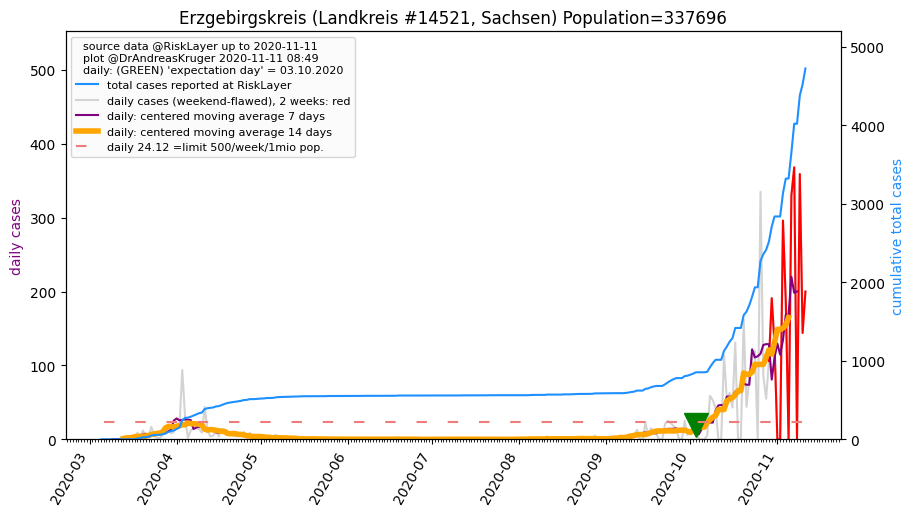 Erzgebirgskreis (Landkreis #14521, Sachsen) Population=337696
source data @RiskLayer up to 2020-11-11
plot @DrAndreasKruger 2020-11-11 08:49
daily: (GREEN) 'expectation day' = 03.10.2020
total cases reported at RiskLayer
daily cases (weekend-flawed), 2 weeks: red
daily: centered moving average 7 days
daily: centered moving average 14 days
daily 24.12 =limit 500/week/1mio pop.
daily cases
500
400
300
200
100
0
5000
4000
3000
2000
1000
0
cumulative total cases
2020-03
2020-04
2020-05
2020-06
2020-07
2020-08
2020-09
2020-10
2020-11